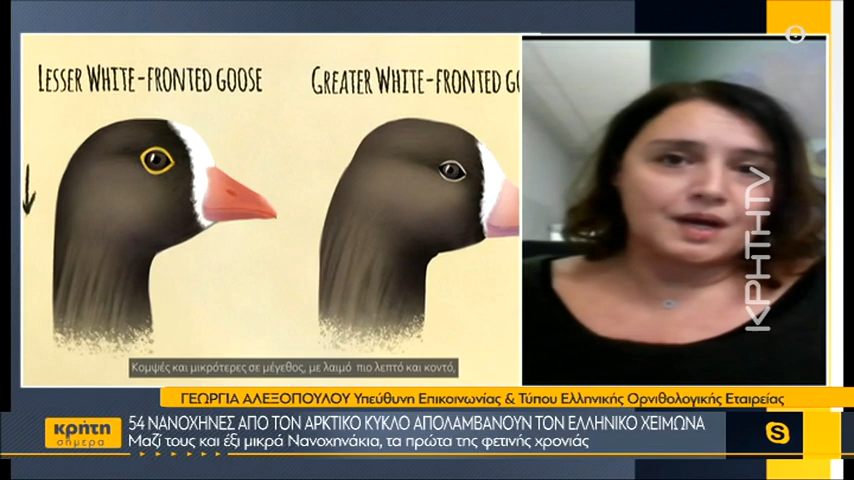 LESSER WHITE-FRONTED GOOSE
GREATER WHITE-FRONTED GO
ΚΡΗΤΗTV
Κομψές και μικρότερες σε μέγεθος, με λαιμό πιο λεπτό και κοντό,
ΓΕΩΡΓΙΑ ΑΛΕΞΟΠΟΥΛΟΥ Υπεύθυνη Επικοινωνίας & Τύπου Ελληνικής Ορνιθολογικής Εταιρείας
κρήτη
σήμερα
54 ΝΑΝΟΧΗΝΕΣ ΑΠΟ ΤΟΝ ΑΡΚΤΙΚΟ ΚΥΚΛΟ ΑΠΟΛΑΜΒΑΝΟΥΝ ΤΟΝ ΕΛΛΗΝΙΚΟ ΧΕΙΜΩΝΑ
Μαζί τους και έξι μικρά Νανοχηνάκια, τα πρώτα της φετινής χρονιάς